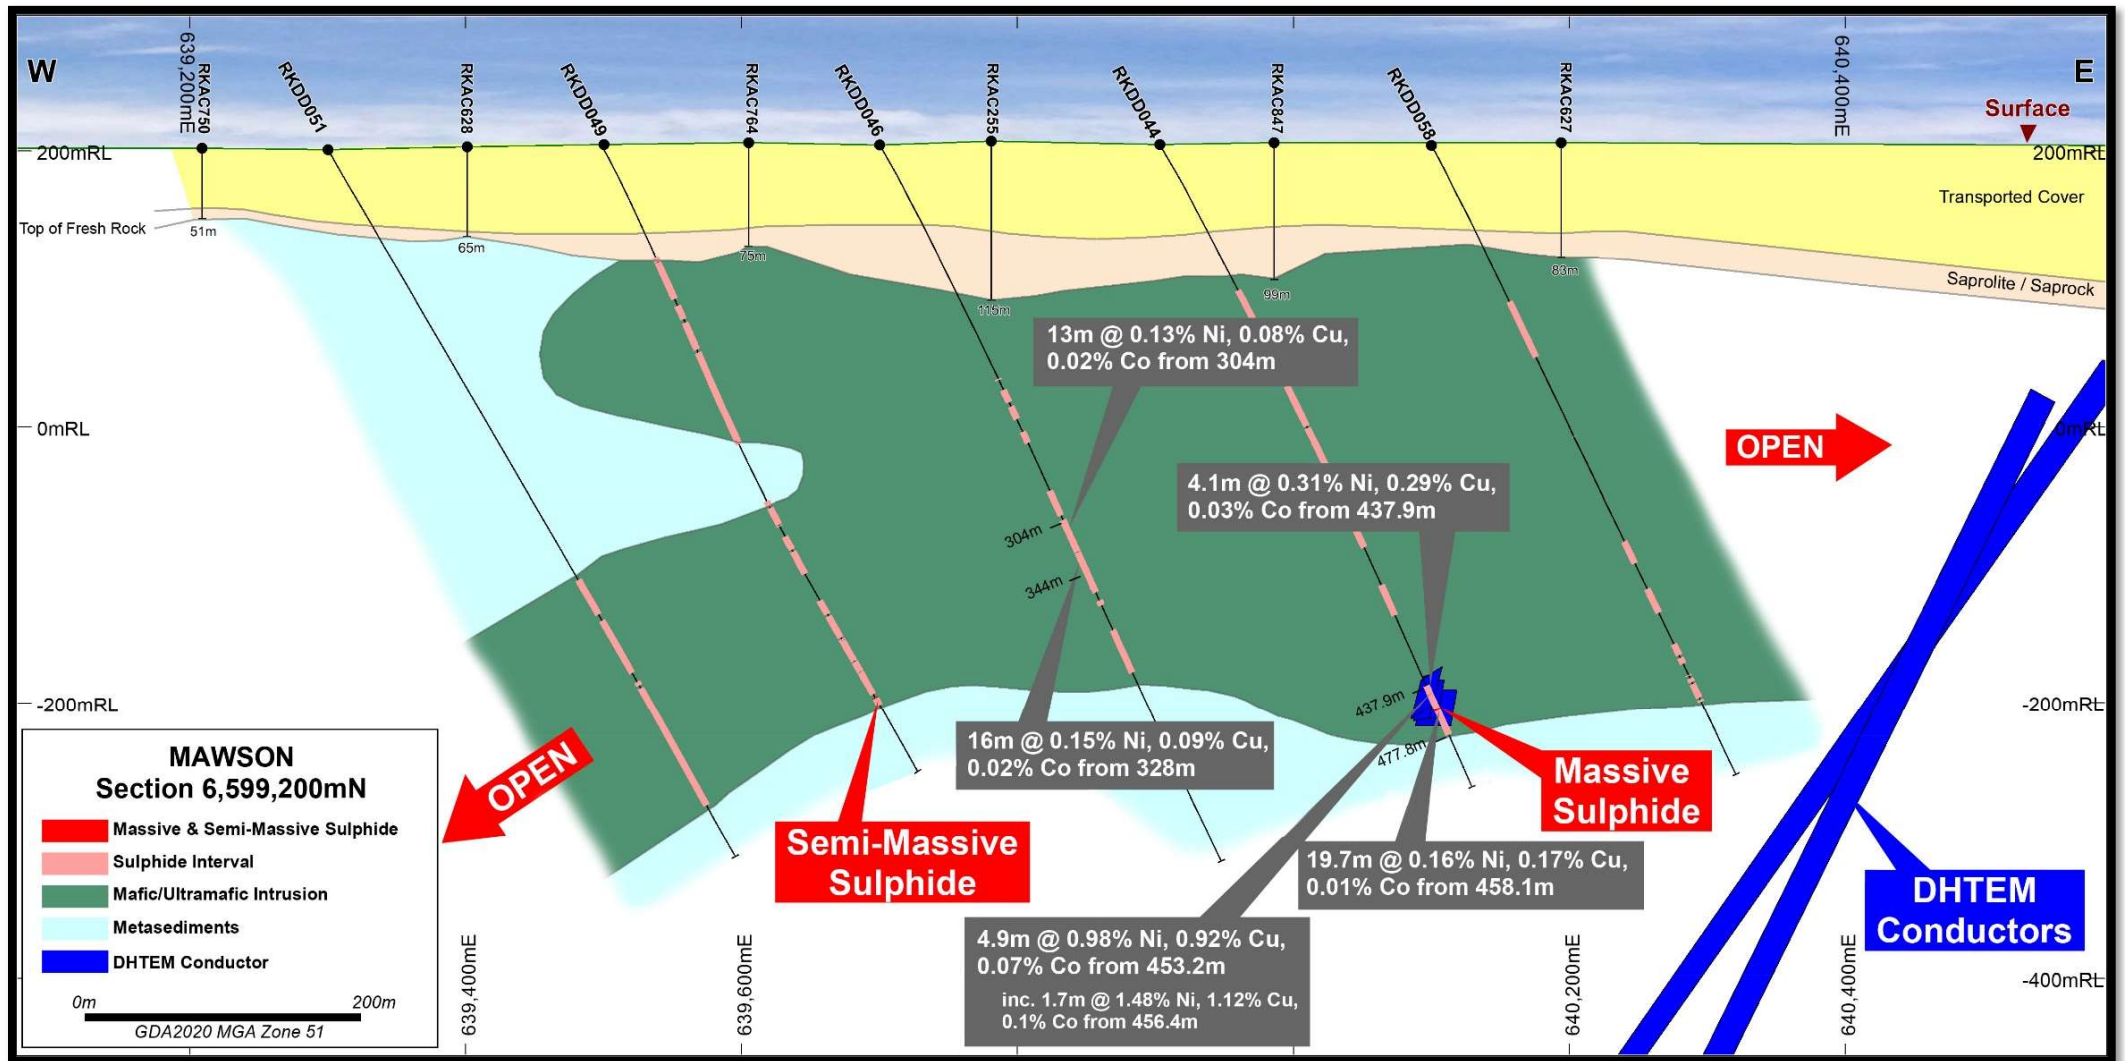 W
E
639,200mE
RKAC750
RKDD051
RKAC628
RKDD049
RKAC764
RKDD046
RKAC255
RKDD044
RKAC847
RKDD058
RKAC627
640,400mE
Surface
200mRL
200mRL
Transported Cover
Top of Fresh Rock
51m
65m
75m
115m
99m
83m
Saprolite / Saprock
13m @ 0.13% Ni, 0.08% Cu,
0.02% Co from 304m
0mRL
0mRL
OPEN
4.1m @ 0.31% Ni, 0.29% Cu,
0.03% Co from 437.9m
304m
344m
437.9m
477.8m
-200mRL
-200mRL
16m @ 0.15% Ni, 0.09% Cu,
0.02% Co from 328m
OPEN
Massive
Sulphide
Semi-Massive
Sulphide
19.7m @ 0.16% Ni, 0.17% Cu,
0.01% Co from 458.1m
DHTEM
Conductors
4.9m @ 0.98% Ni, 0.92% Cu,
0.07% Co from 453.2m
inc. 1.7m @ 1.48% Ni, 1.12% Cu,
0.1% Co from 456.4m
-400mRL
639,400mE
639,600mE
640,200mE
640,400mE
MAWSON
Section 6,599,200mN
Massive & Semi-Massive Sulphide
Sulphide Interval
Mafic/Ultramafic Intrusion
Metasediments
DHTEM Conductor
0m 200m
GDA2020 MGA Zone 51